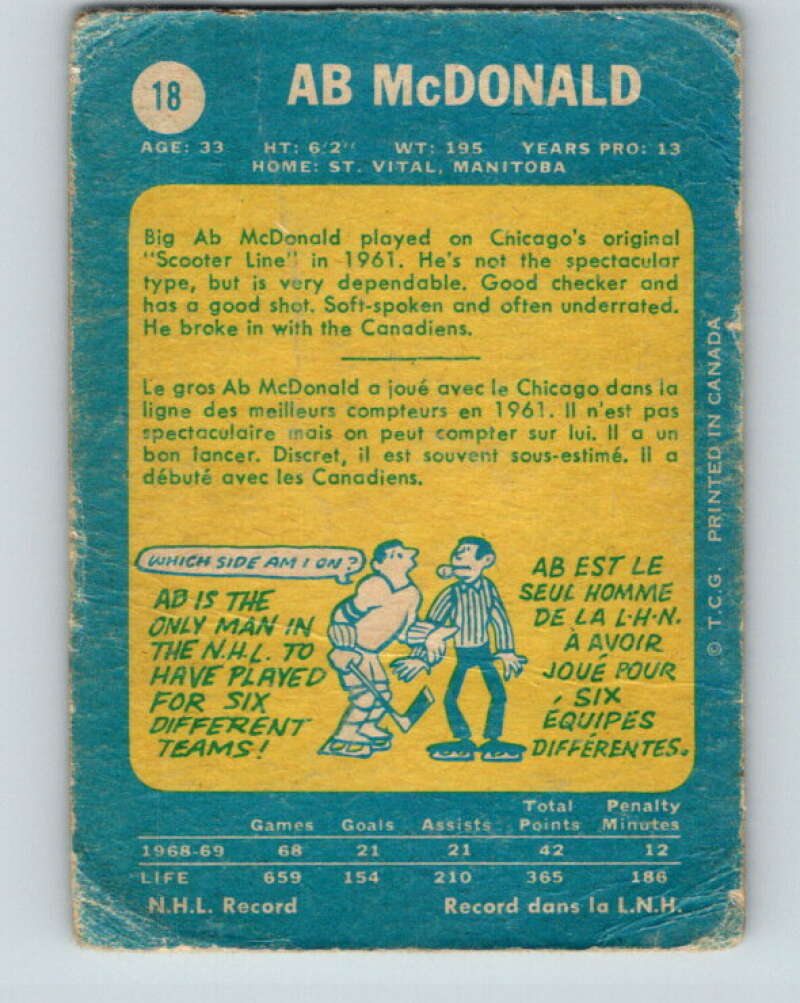 18
AB McDONALD
AGE: 33 HT: 6'2" WT: 195 YEARS PRO: 13
HOME: ST. VITAL, MANITOBA
Big Ab McDonald played on Chicago's original
"Scooter Line" in 1961. He's not the spectacular
type, but is very dependable. Good checker and
has a good shot. Soft-spoken and often underrated.
He broke in with the Canadiens.
Le gros Ab McDonald a joué avec le Chicago dans la
ligne des meilleurs compteurs en 1961. Il n'est pas
spectaculaire mais on peut compter sur lui. Il a un
bon lancer. Discret, il est souvent sous-estimé. Il a
débuté avec les Canadiens.
WHICH SIDE AM I ON?
AB IS THE
ONLY MAN IN
THE N.H.L. TO
HAVE PLAYED
FOR SIX
DIFFERENT
TEAMS!
AB EST LE
SEUL HOMME
DE LA L.H.N.
À AVOIR
JOUÉ POUR
SIX
ÉQUIPES
DIFFÉRENTES.
© T.C.G. PRINTED IN CANADA
Games Goals Assists Total Points Penalty Minutes
1968-69 68 21 21 42 12
LIFE 659 154 210 365 186
N.H.L. Record Record dans la L.N.H.